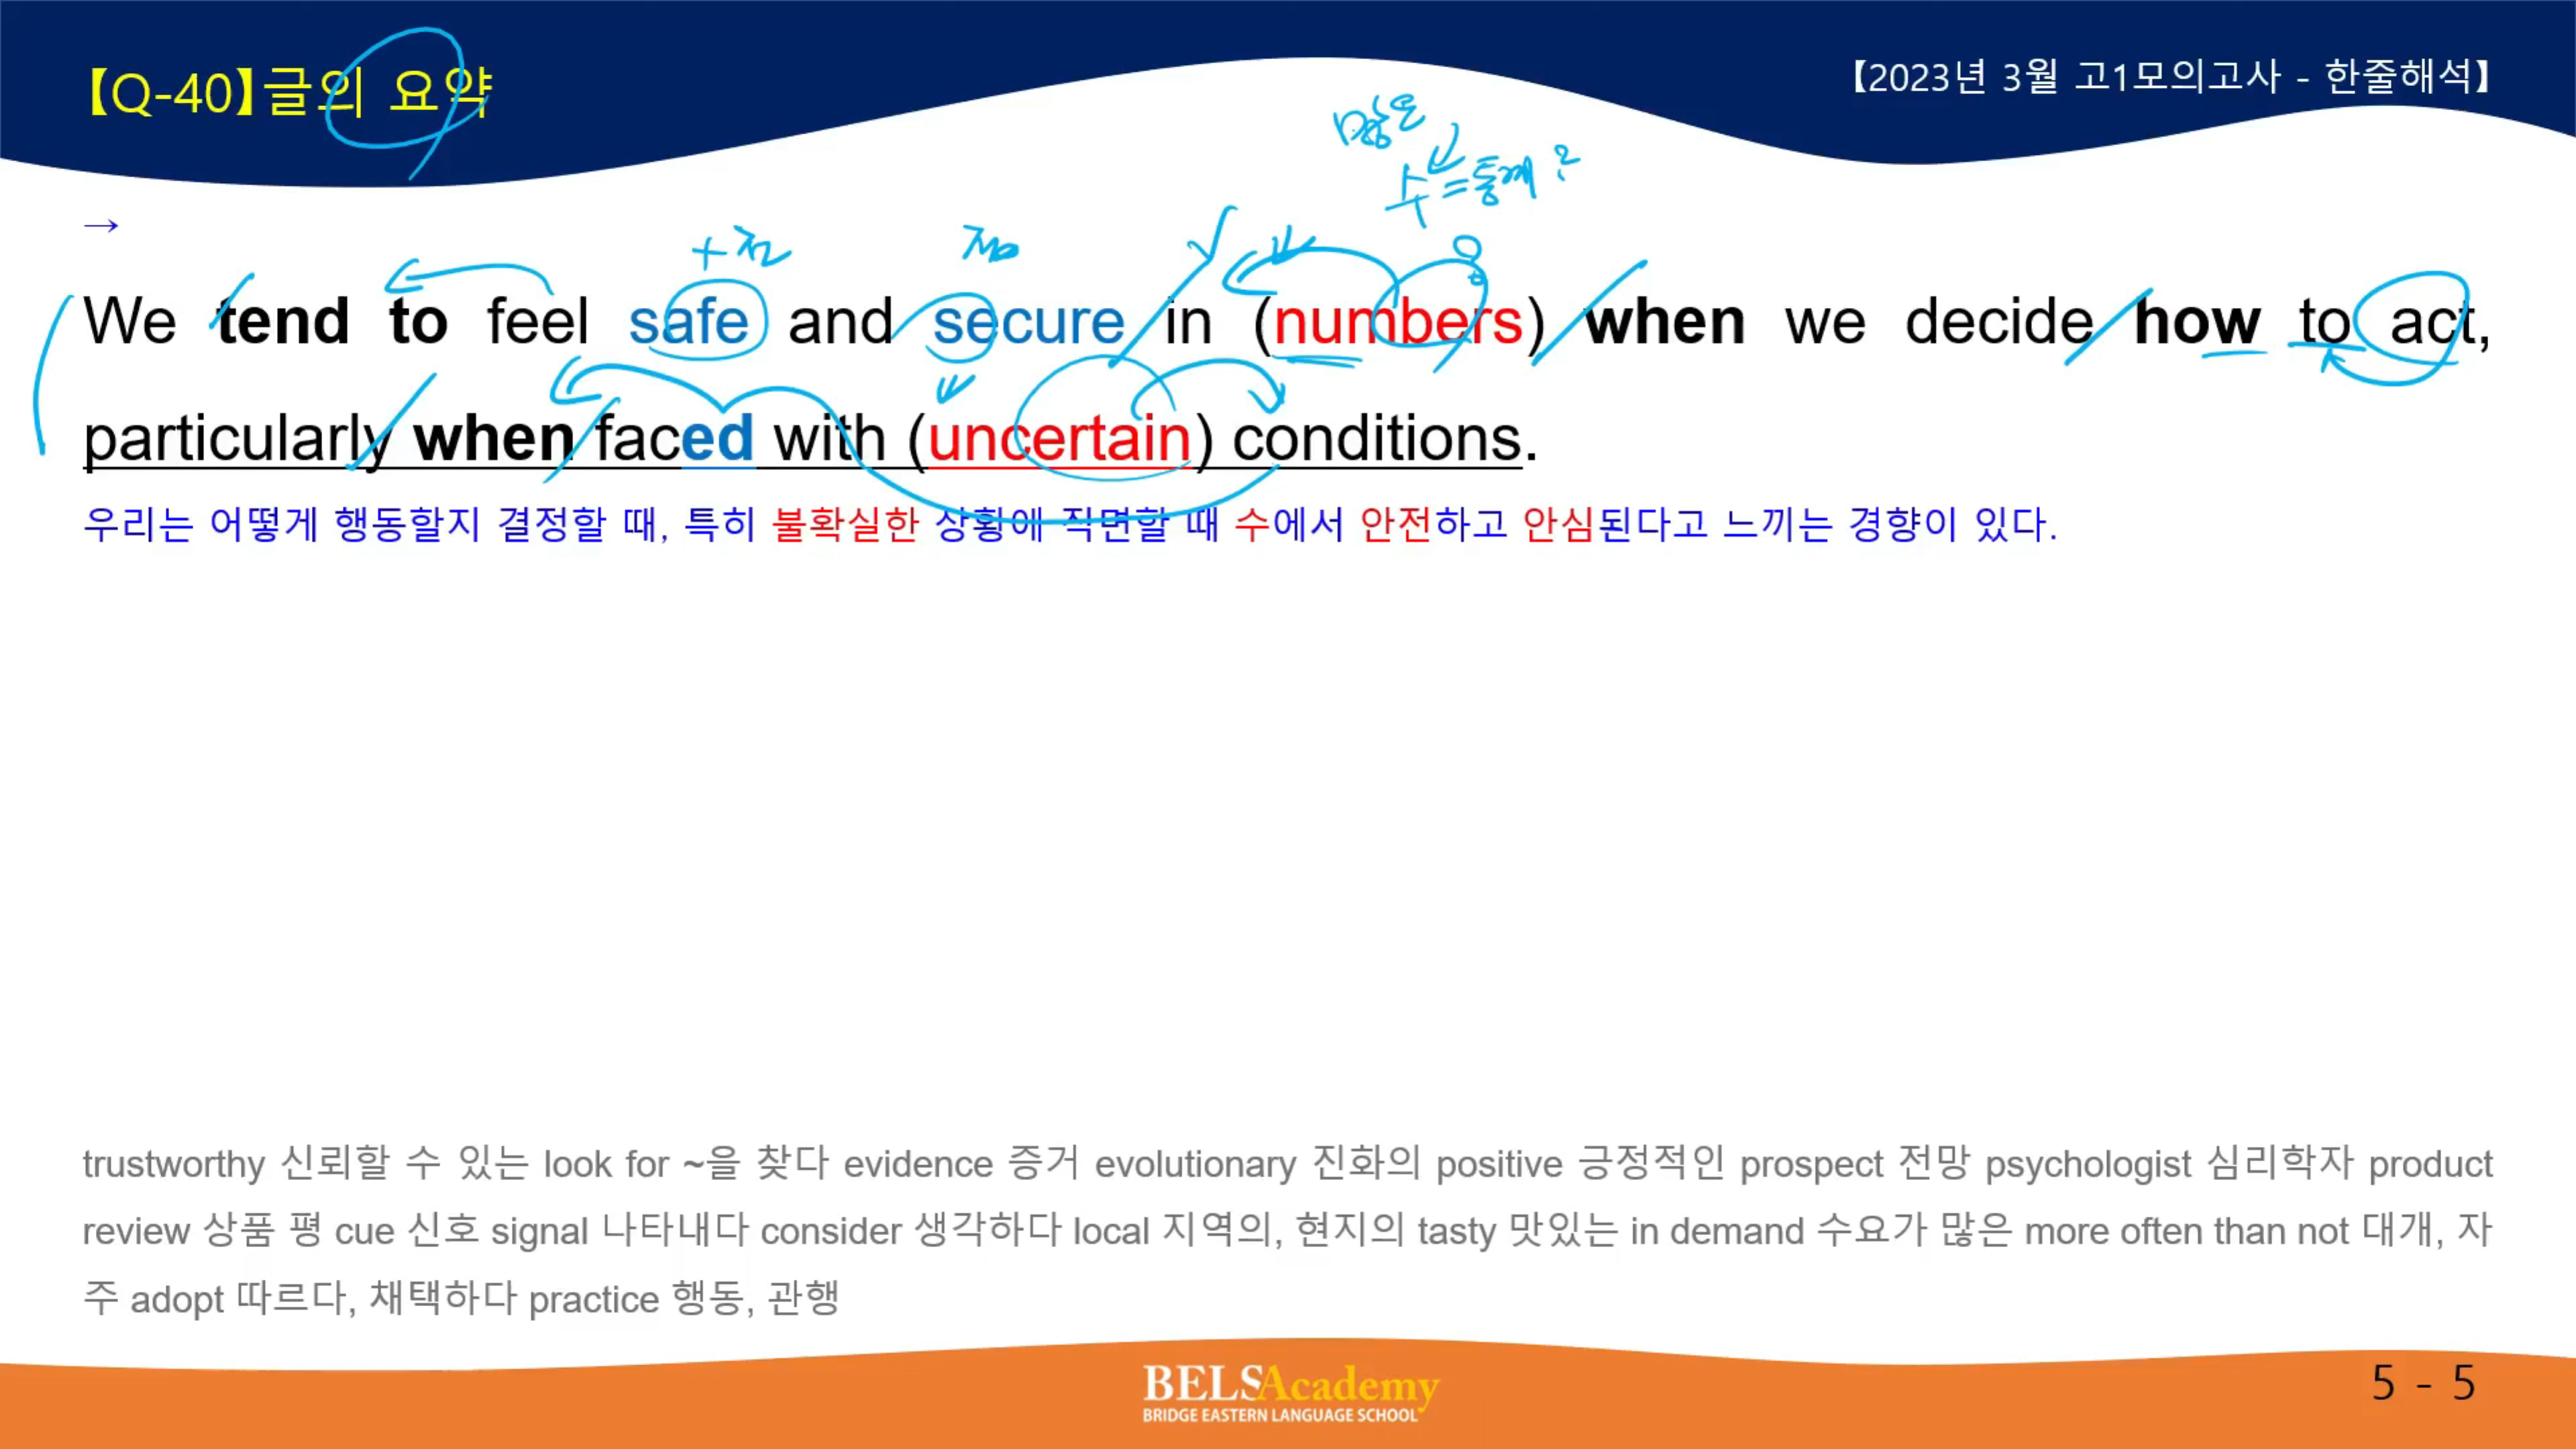 【Q-40】글의 요약
【2023년 3월 고1모의고사 - 한줄해석】
많은
수=통계?
→
We tend to feel safe and secure in (numbers) when we decide how to act,
particularly when faced with (uncertain) conditions.
우리는 어떻게 행동할지 결정할 때, 특히 불확실한 상황에 직면할 때 수에서 안전하고 안심된다고 느끼는 경향이 있다.
trustworthy 신뢰할 수 있는 look for ~을 찾다 evidence 증거 evolutionary 진화의 positive 긍정적인 prospect 전망 psychologist 심리학자 product
review 상품 평 cue 신호 signal 나타내다 consider 생각하다 local 지역의, 현지의 tasty 맛있는 in demand 수요가 많은 more often than not 대개, 자
주 adopt 따르다, 채택하다 practice 행동, 관행
BELSAcademy
BRIDGE EASTERN LANGUAGE SCHOOL
5 - 5